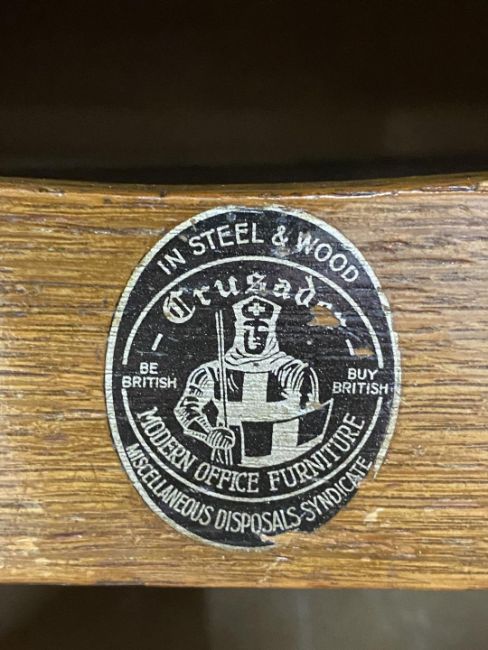 IN STEEL & WOOD
Crusader
BE
BRITISH
BUY
BRITISH
MODERN OFFICE FURNITURE
MISCELLANEOUS DISPOSALS-SYNDICATE